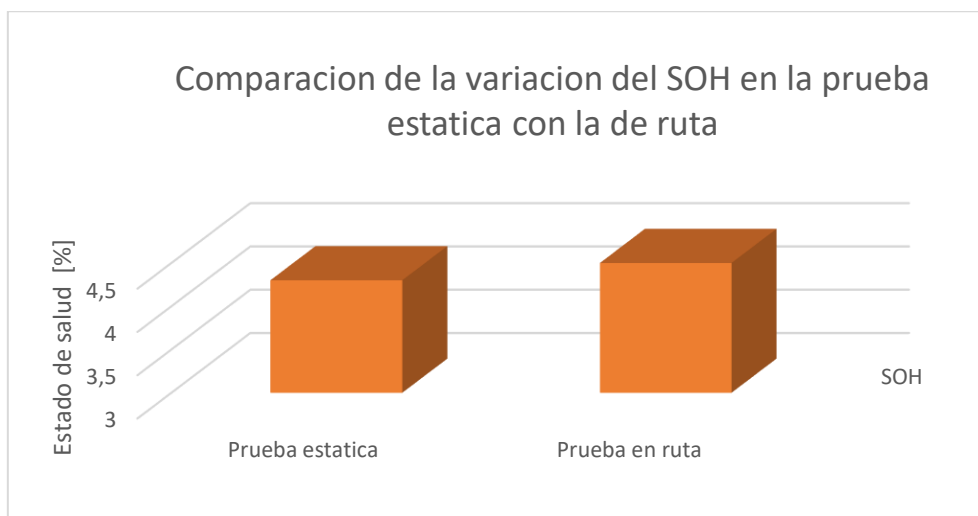 Comparacion de la variacion del SOH en la prueba
estatica con la de ruta
Estado de salud [%]
4,5
4
3,5
3
SOH
Prueba estatica
Prueba en ruta